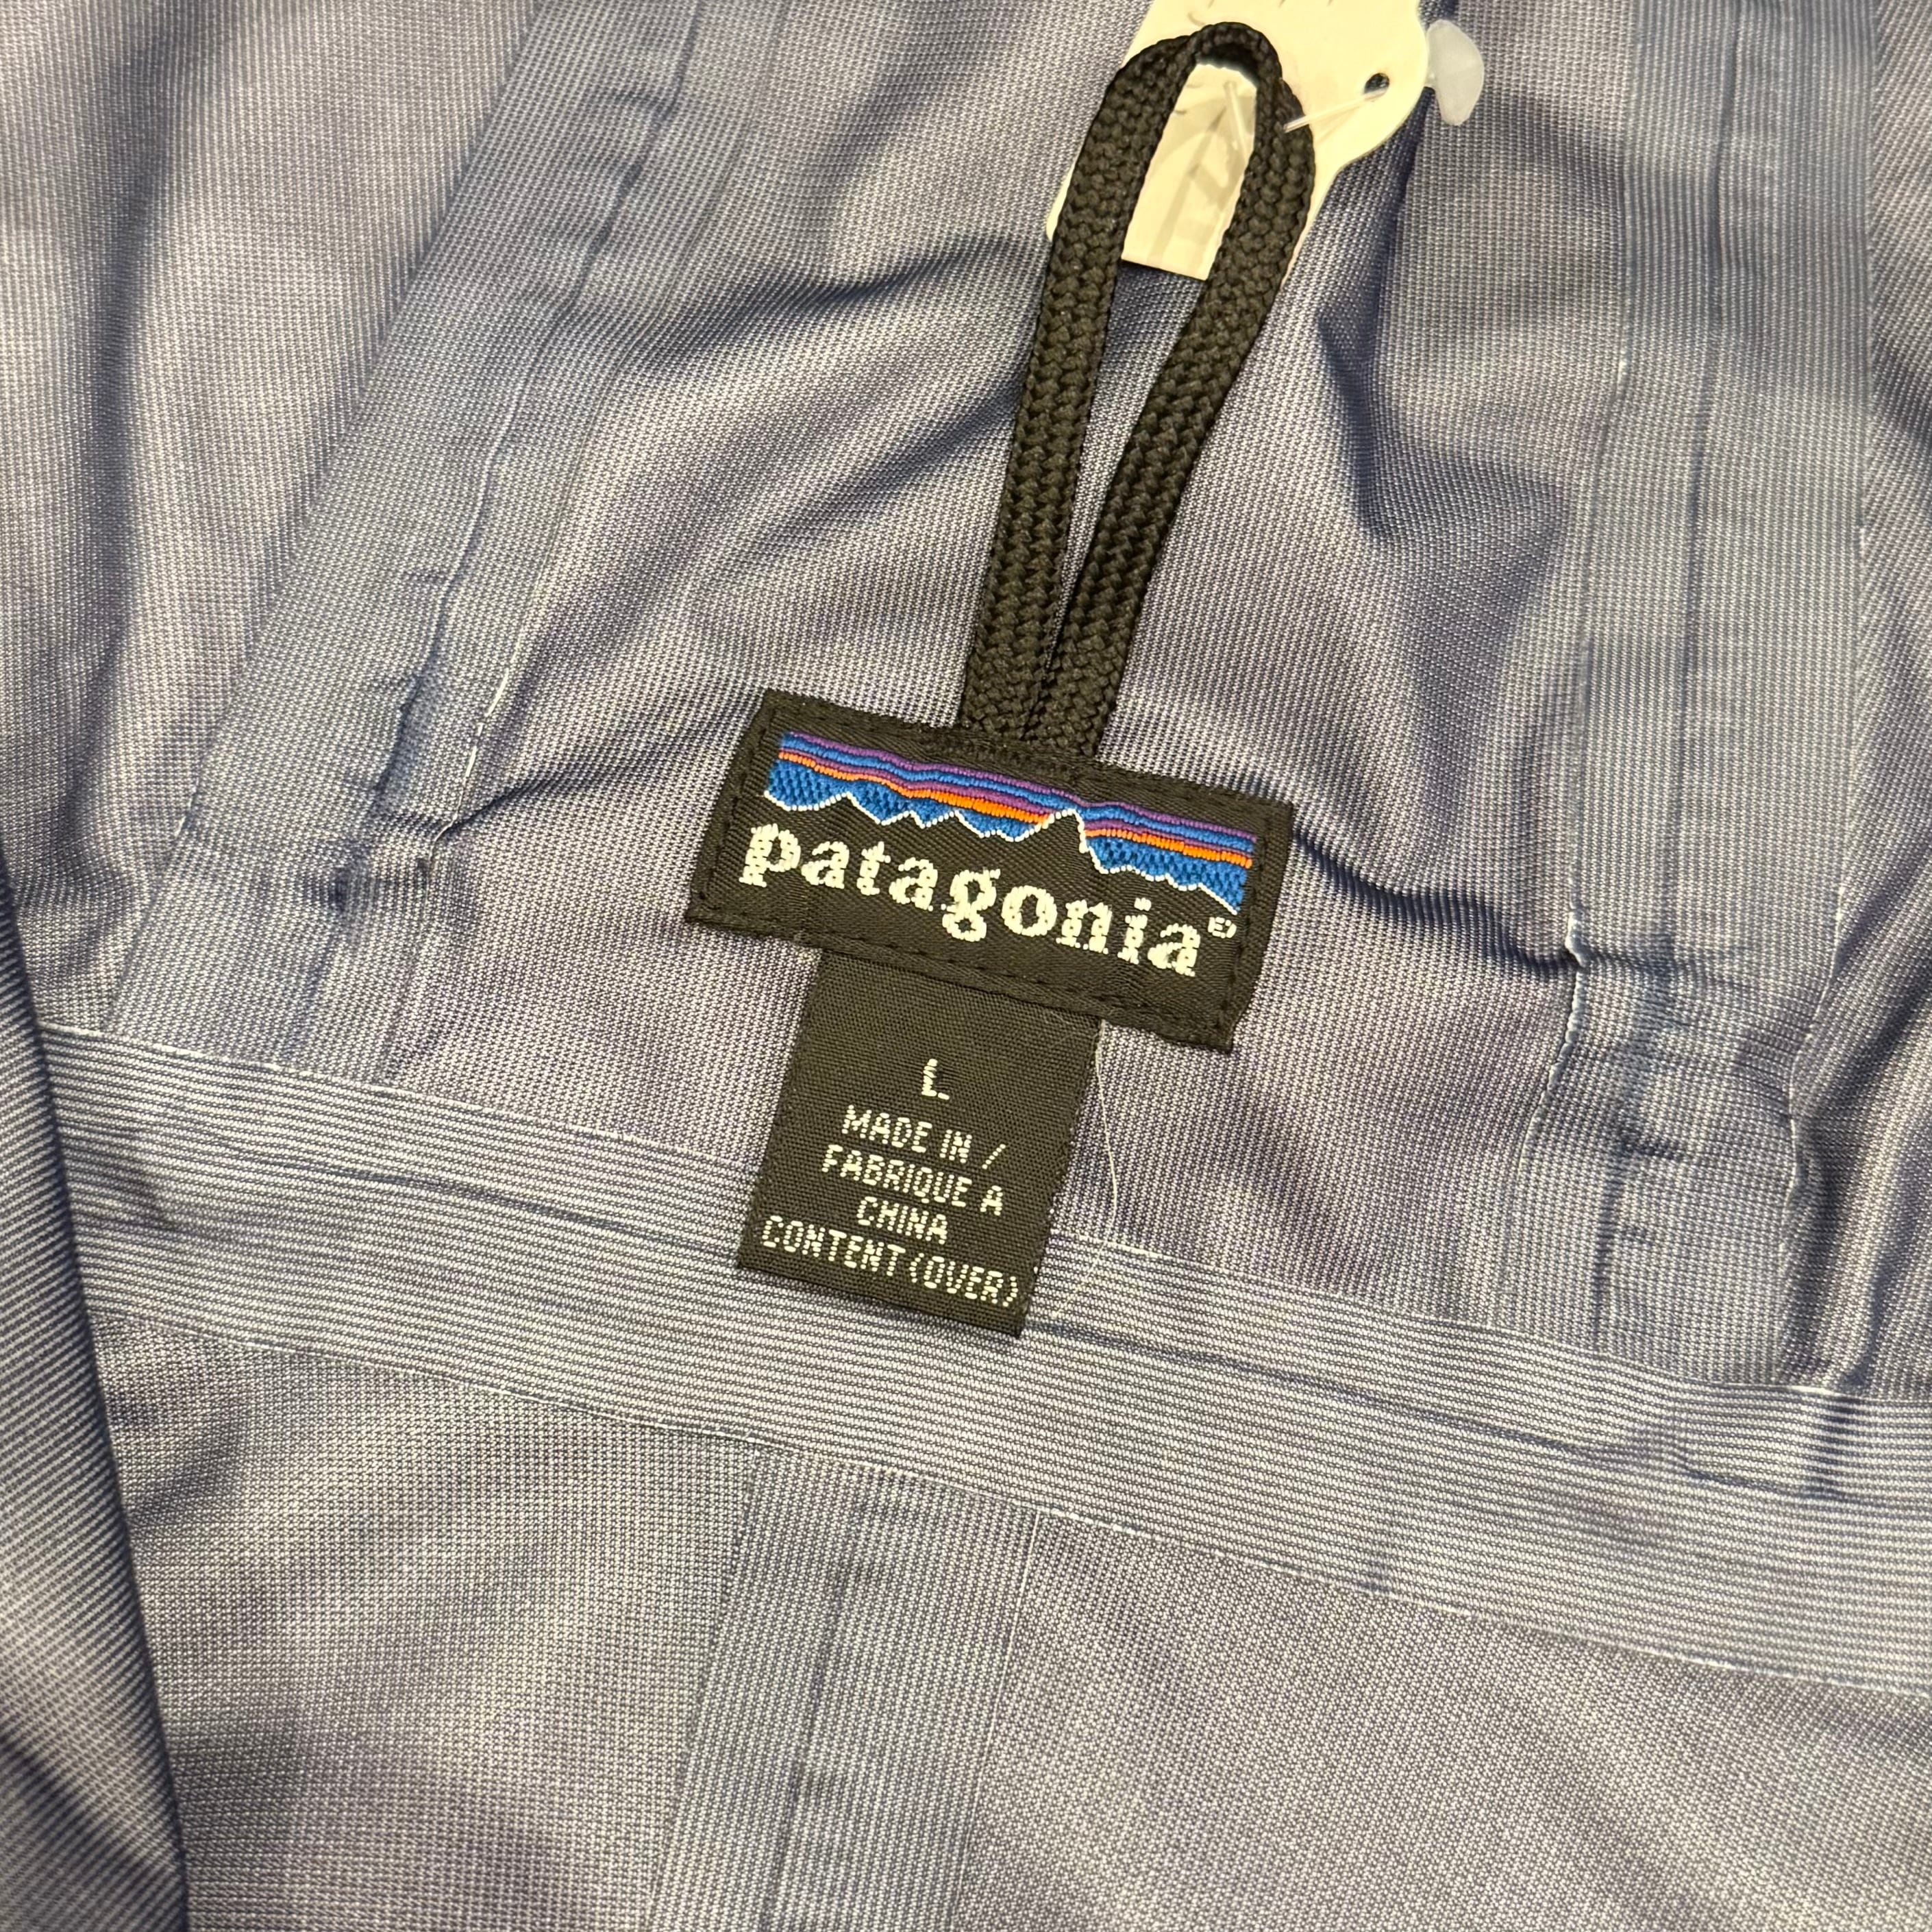 patagonia®
L
MADE IN /
FABRIQUE A
CHINA
CONTENT (OVER)